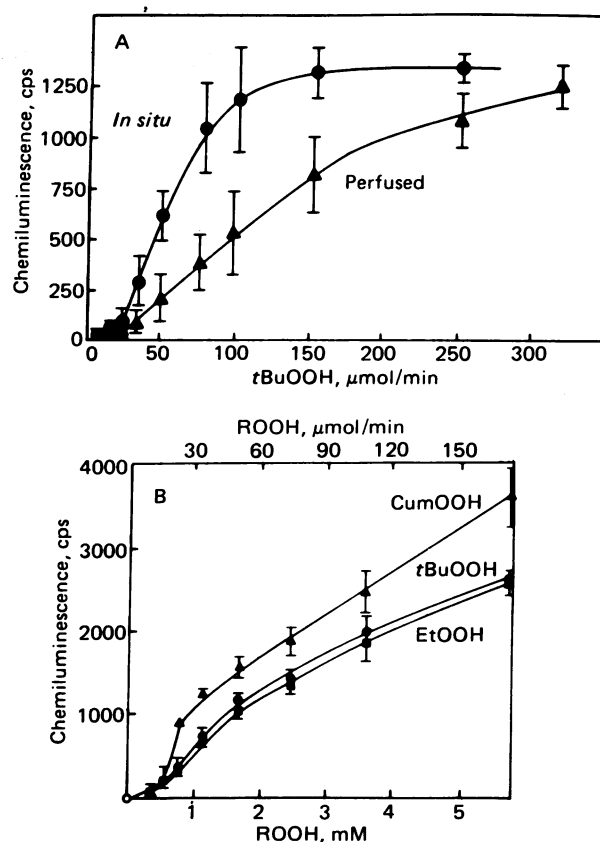 A
Chemiluminescence, cps
1250
1000
750
500
250
0
In situ
Perfused
0 50 100 150 200 250 300
tBuOOH, μmol/min
ROOH, μmol/min
30 60 90 120 150
B
Chemiluminescence, cps
4000
3000
2000
1000
CumOOH
tBuOOH
EtOOH
1 2 3 4 5
ROOH, mM